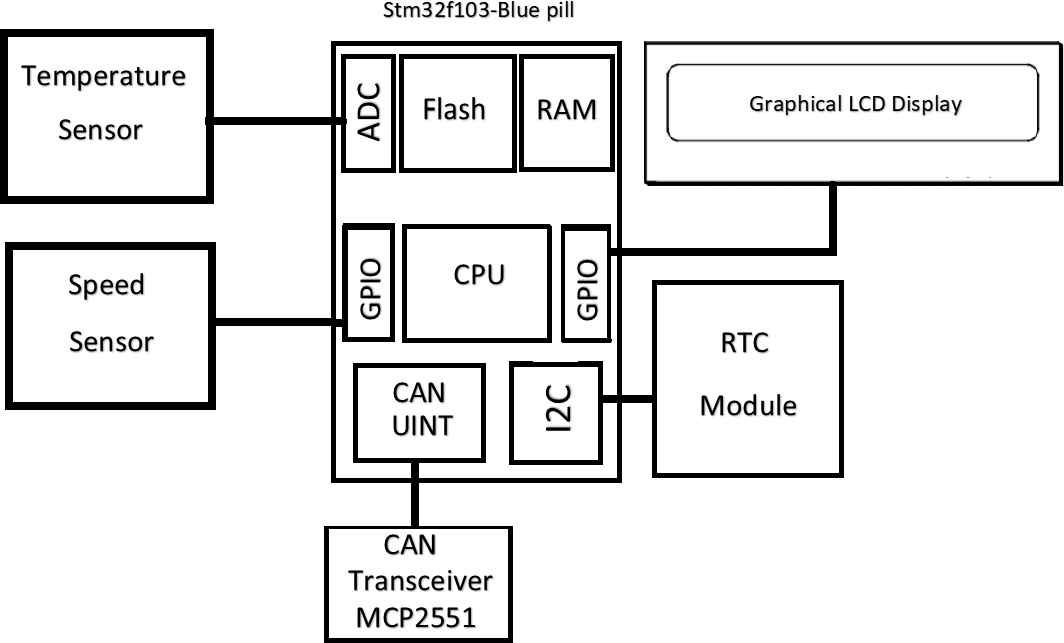 Stm32f103-Blue pill
Temperature
Sensor
ADC
Flash
RAM
Graphical LCD Display
Speed
Sensor
GPIO
CPU
GPIO
RTC
Module
CAN
UINT
I2C
CAN
Transceiver
MCP2551